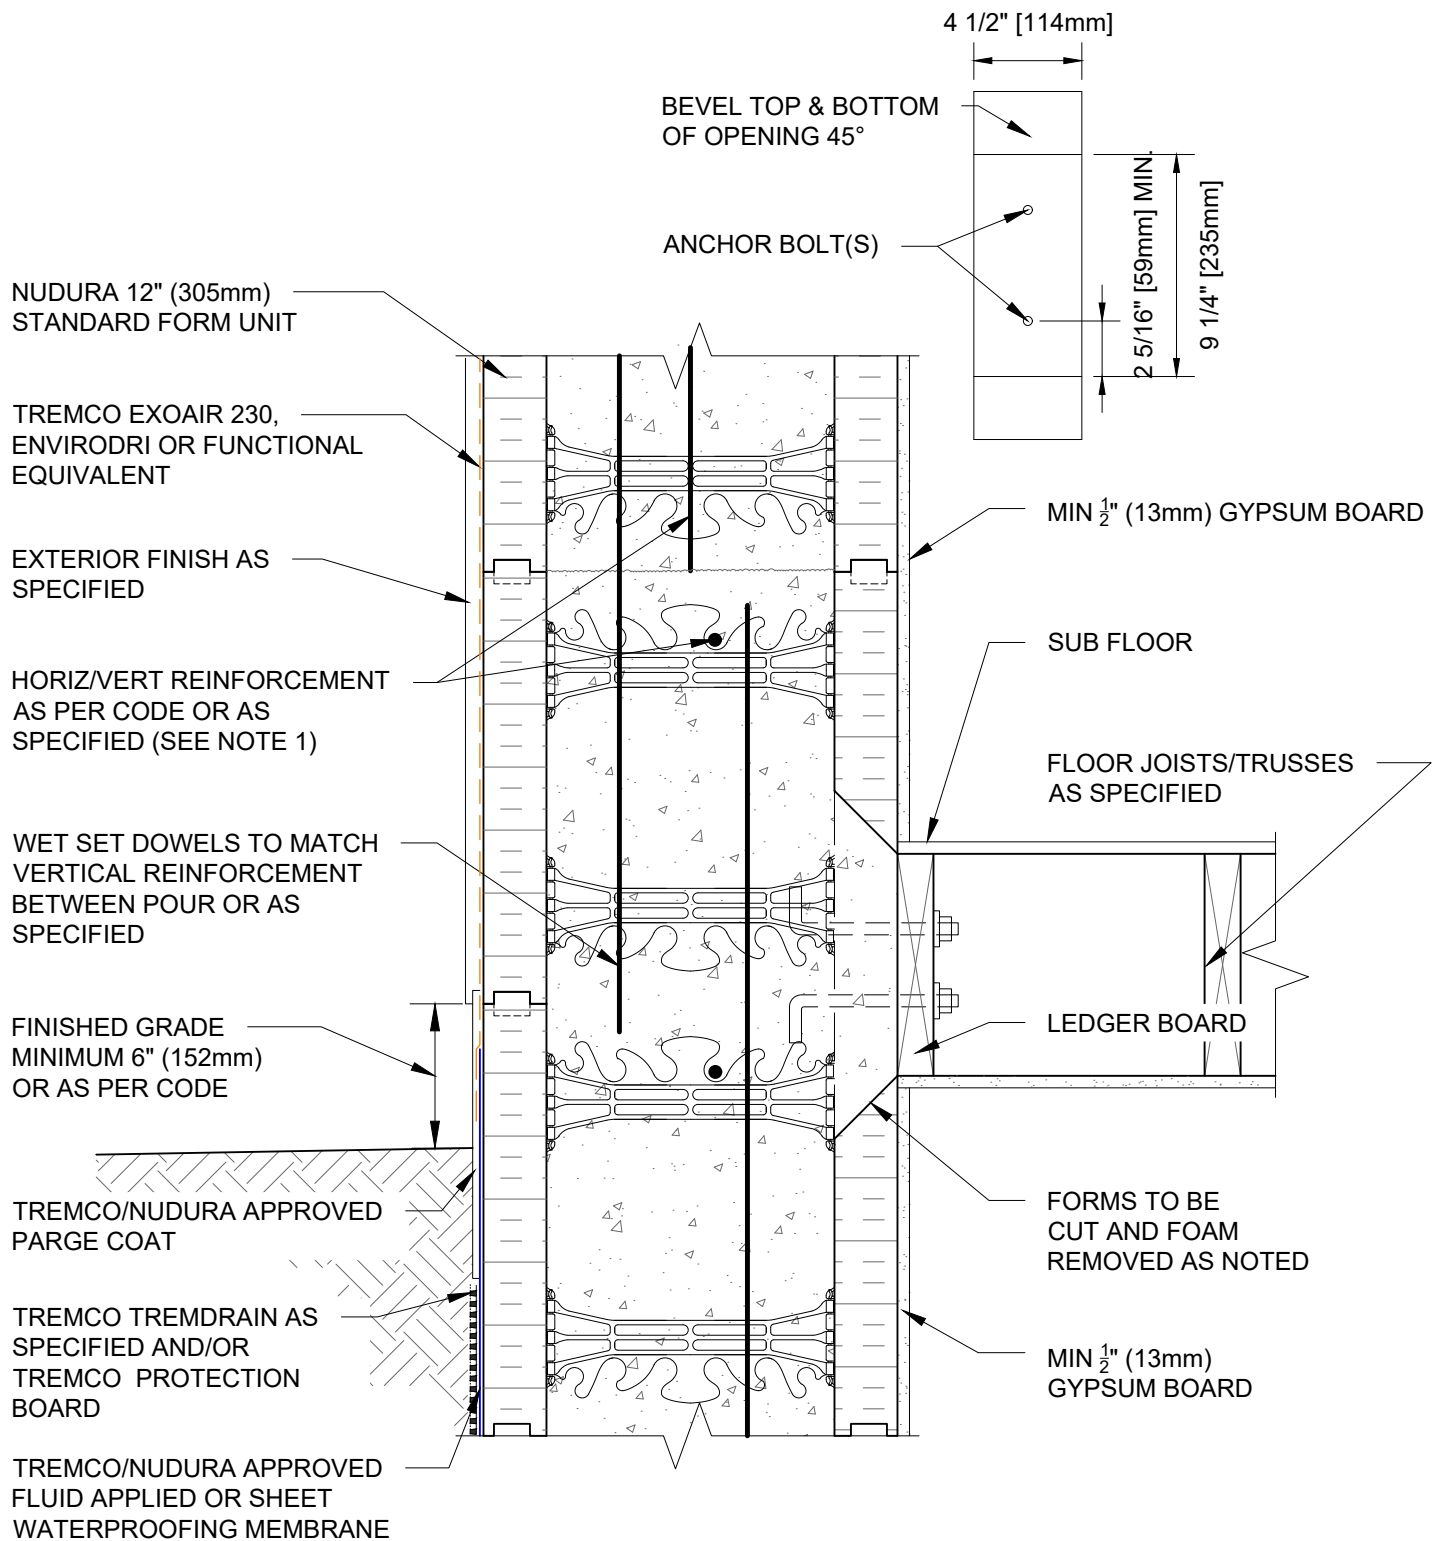 4 1/2" [114mm]
BEVEL TOP & BOTTOM
OF OPENING 45°
2 5/16" [59mm] MIN.
9 1/4" [235mm]
ANCHOR BOLT(S)
NUDURA 12" (305mm)
STANDARD FORM UNIT
TREMCO EXOAIR 230,
ENVIRODRI OR FUNCTIONAL
EQUIVALENT
EXTERIOR FINISH AS
SPECIFIED
HORIZ/VERT REINFORCEMENT
AS PER CODE OR AS
SPECIFIED (SEE NOTE 1)
WET SET DOWELS TO MATCH
VERTICAL REINFORCEMENT
BETWEEN POUR OR AS
SPECIFIED
FINISHED GRADE
MINIMUM 6" (152mm)
OR AS PER CODE
TREMCO/NUDURA APPROVED
PARGE COAT
TREMCO TREMDRAIN AS
SPECIFIED AND/OR
TREMCO PROTECTION
BOARD
TREMCO/NUDURA APPROVED
FLUID APPLIED OR SHEET
WATERPROOFING MEMBRANE
MIN 1/2" (13mm) GYPSUM BOARD
SUB FLOOR
FLOOR JOISTS/TRUSSES
AS SPECIFIED
LEDGER BOARD
FORMS TO BE
CUT AND FOAM
REMOVED AS NOTED
MIN 1/2" (13mm)
GYPSUM BOARD